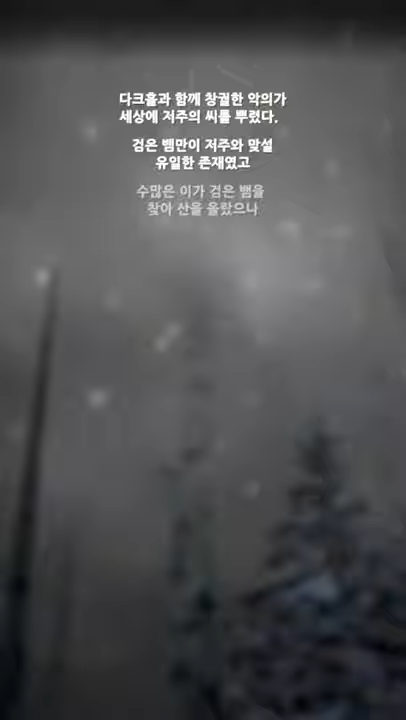 다크홀과 함께 창궐한 악의가
세상에 저주의 씨를 뿌렸다.
검은 뱀만이 저주와 맞설
유일한 존재였고
수많은 이가 검은 뱀을
찾아 산을 올랐으나